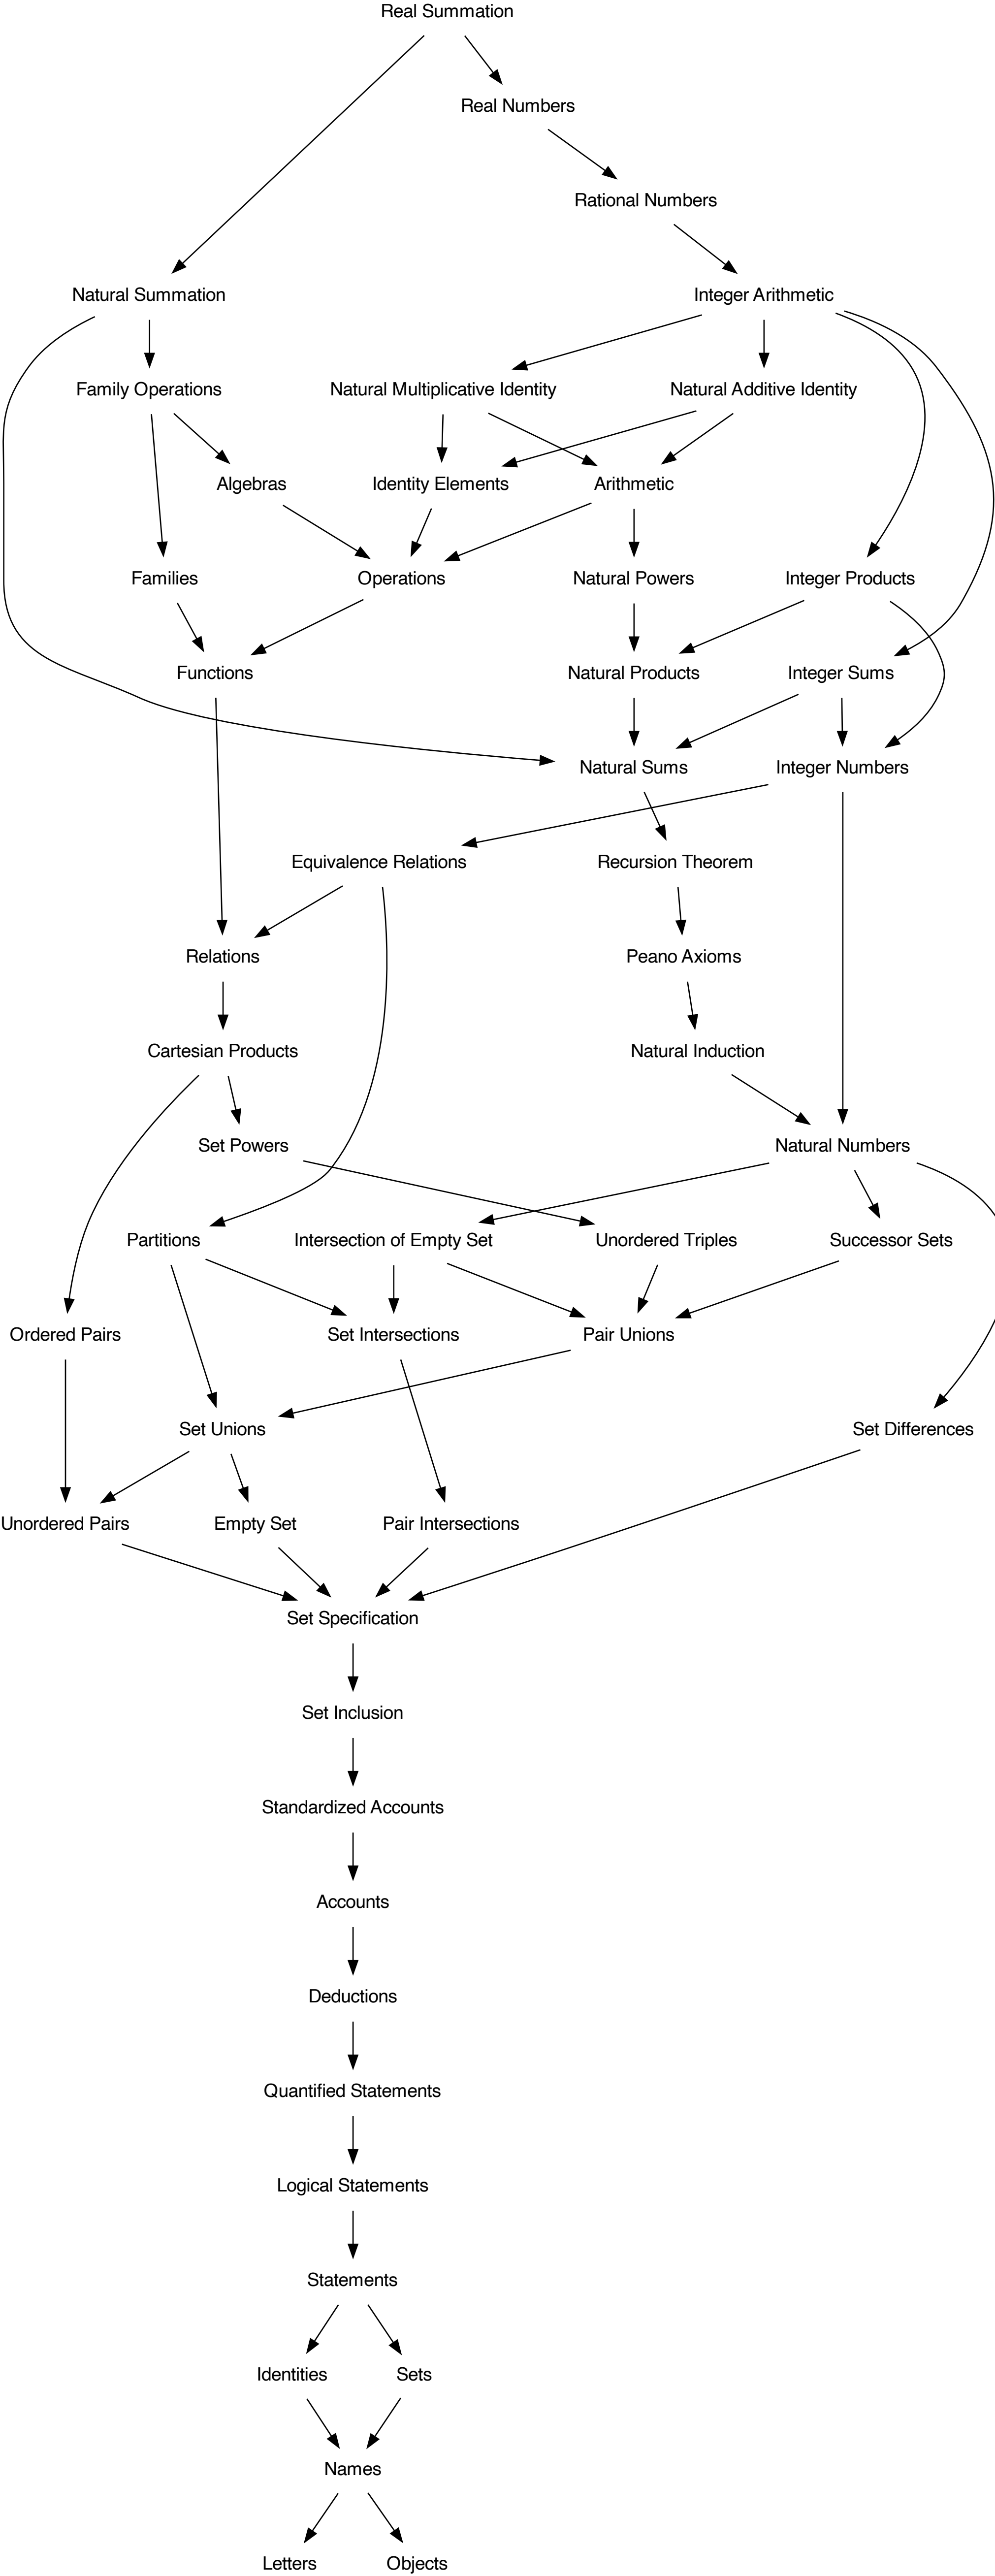 Real Summation
Real Numbers
Rational Numbers
Natural Summation
Integer Arithmetic
Family Operations
Natural Multiplicative Identity
Natural Additive Identity
Algebras
Identity Elements
Arithmetic
Families
Operations
Natural Powers
Integer Products
Functions
Natural Products
Integer Sums
Natural Sums
Integer Numbers
Equivalence Relations
Recursion Theorem
Relations
Peano Axioms
Cartesian Products
Natural Induction
Set Powers
Natural Numbers
Partitions
Intersection of Empty Set
Unordered Triples
Successor Sets
Ordered Pairs
Set Intersections
Pair Unions
Set Unions
Set Differences
Unordered Pairs
Empty Set
Pair Intersections
Set Specification
Set Inclusion
Standardized Accounts
Accounts
Deductions
Quantified Statements
Logical Statements
Statements
Identities
Sets
Names
Letters
Objects